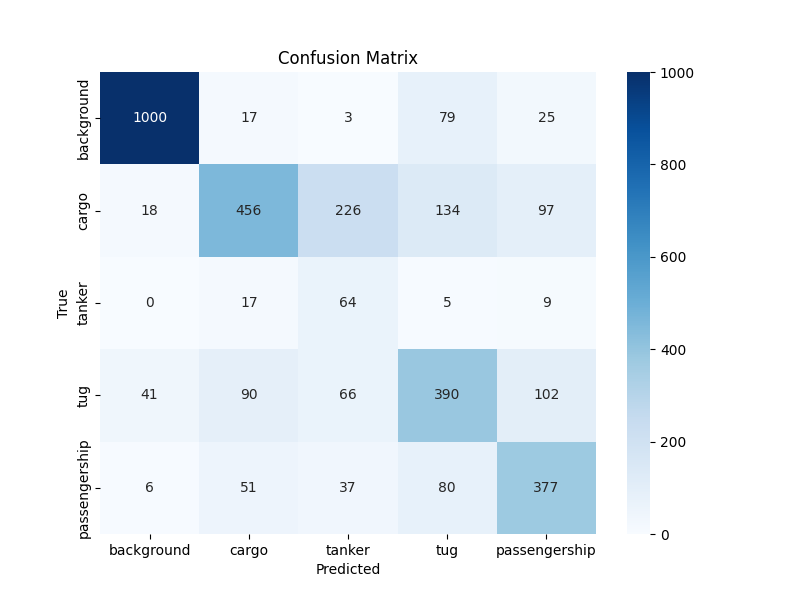 Confusion Matrix
background 1000 17 3 79 25
cargo 18 456 226 134 97
tanker 0 17 64 5 9
tug 41 90 66 390 102
passengership 6 51 37 80 377
True
background cargo tanker tug passengership
Predicted
1000
800
600
400
200
0